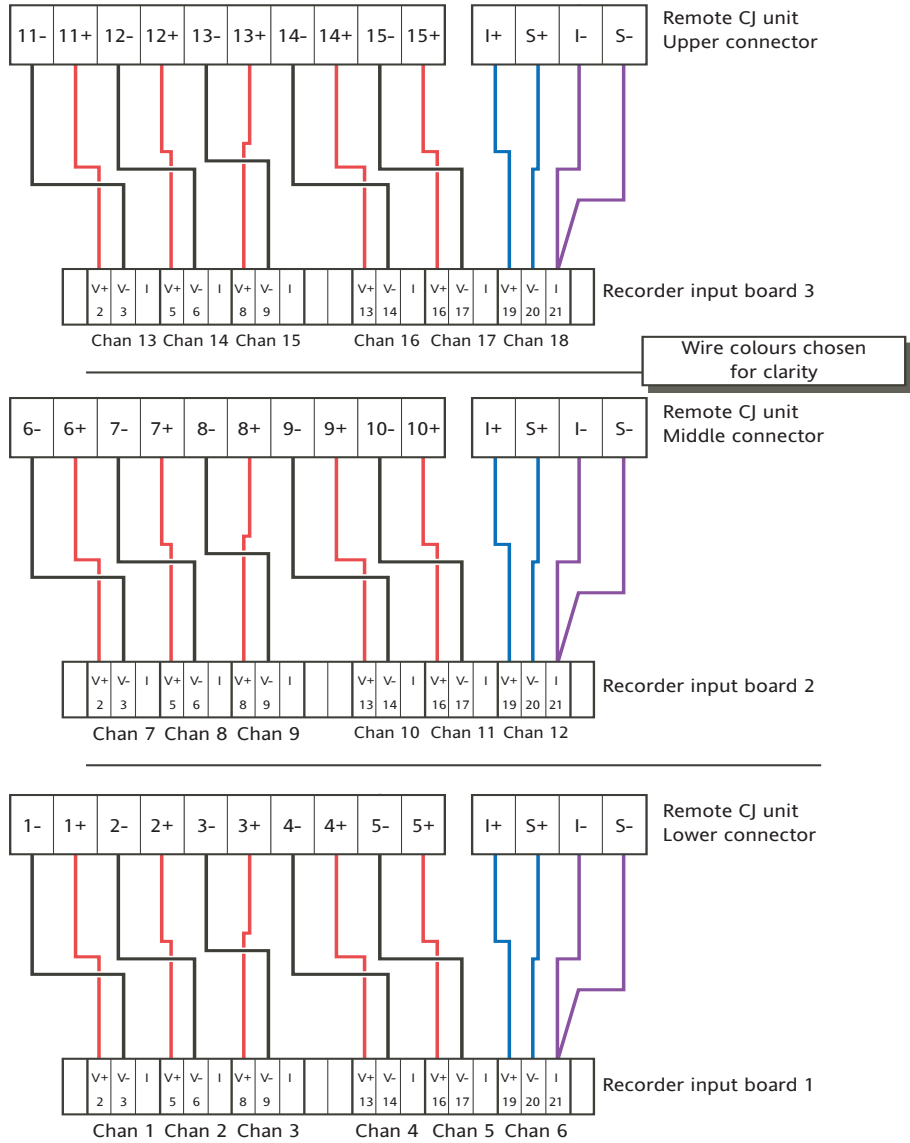 11- 11+ 12- 12+ 13- 13+ 14- 14+ 15- 15+ I+ S+ I- S-
Remote CJ unit
Upper connector
V+ V- I V+ V- I V+ V- I V+ V- I V+ V- I V+ V- I
2 3 5 6 8 9 13 14 16 17 19 20 21
Recorder input board 3
Chan 13 Chan 14 Chan 15 Chan 16 Chan 17 Chan 18
Wire colours chosen
for clarity
6- 6+ 7- 7+ 8- 8+ 9- 9+ 10- 10+ I+ S+ I- S-
Remote CJ unit
Middle connector
V+ V- I V+ V- I V+ V- I V+ V- I V+ V- I V+ V- I
2 3 5 6 8 9 13 14 16 17 19 20 21
Recorder input board 2
Chan 7 Chan 8 Chan 9 Chan 10 Chan 11 Chan 12
1- 1+ 2- 2+ 3- 3+ 4- 4+ 5- 5+ I+ S+ I- S-
Remote CJ unit
Lower connector
V+ V- I V+ V- I V+ V- I V+ V- I V+ V- I V+ V- I
2 3 5 6 8 9 13 14 16 17 19 20 21
Recorder input board 1
Chan 1 Chan 2 Chan 3 Chan 4 Chan 5 Chan 6